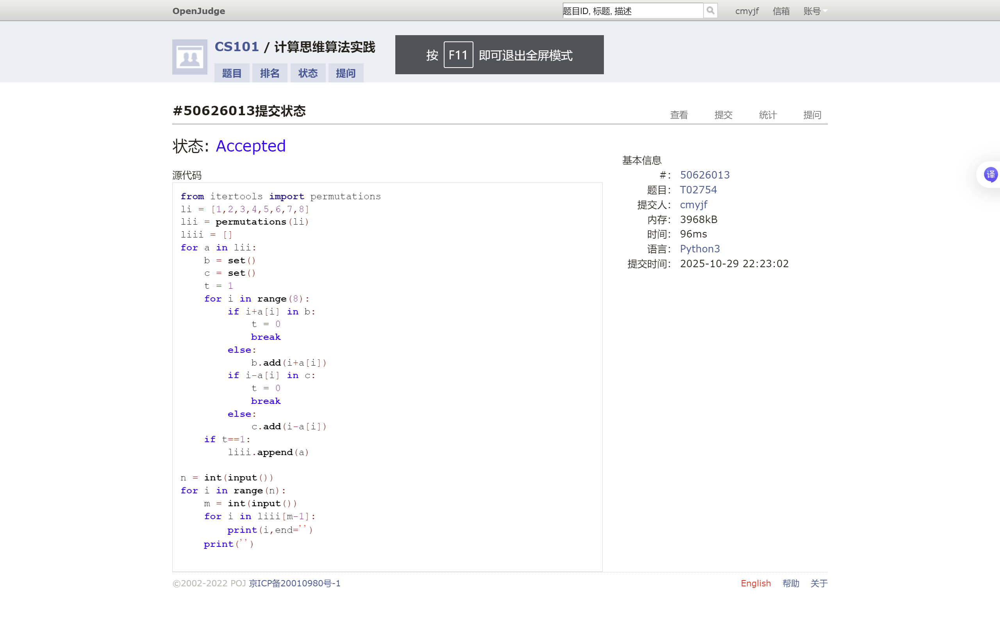 OpenJudge
题目ID, 标题, 描述
cmyjf 信箱 账号
CS101 / 计算思维算法实践
按 F11 即可退出全屏模式
题目 排名 状态 提问
#50626013提交状态
查看 提交 统计 提问
状态: Accepted
源代码
from itertools import permutations
li = [1,2,3,4,5,6,7,8]
lii = permutations(li)
liii = []
for a in lii:
    b = set()
    c = set()
    t = 1
    for i in range(8):
        if i+a[i] in b:
            t = 0
            break
        else:
            b.add(i+a[i])
        if i-a[i] in c:
            t = 0
            break
        else:
            c.add(i-a[i])
    if t==1:
        liii.append(a)
n = int(input())
for i in range(n):
    m = int(input())
    for i in liii[m-1]:
        print(i,end='')
    print('')
基本信息
#: 50626013
题目: T02754
提交人: cmyjf
内存: 3968kB
时间: 96ms
语言: Python3
提交时间: 2025-10-29 22:23:02
译
©2002-2022 POJ 京ICP备20010980号-1
English 帮助 关于